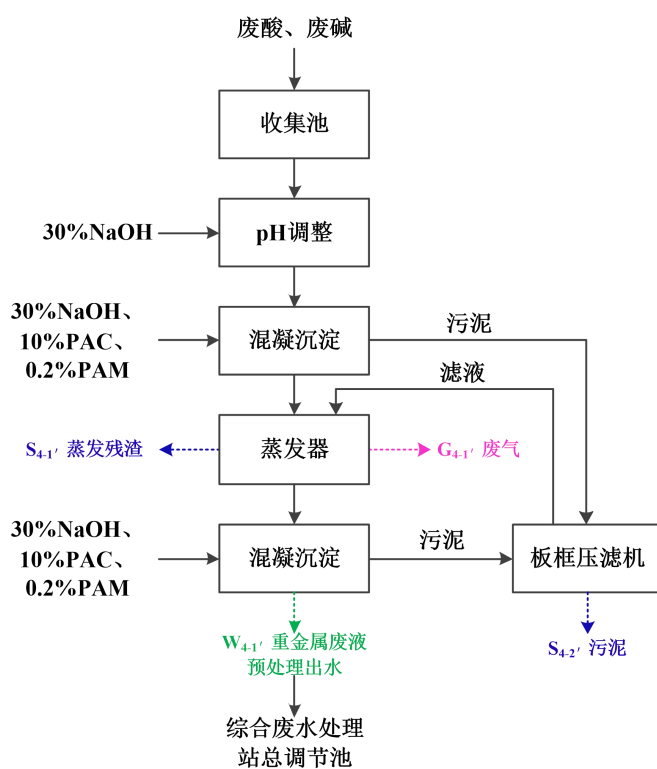 废酸、废碱
收集池
30%NaOH
pH调整
30%NaOH、
10%PAC、
0.2%PAM
混凝沉淀
污泥
滤液
S4-1′ 蒸发残渣
蒸发器
G4-1′ 废气
30%NaOH、
10%PAC、
0.2%PAM
混凝沉淀
污泥
板框压滤机
W4-1′ 重金属废液
预处理出水
S4-2′ 污泥
综合废水处理
站总调节池